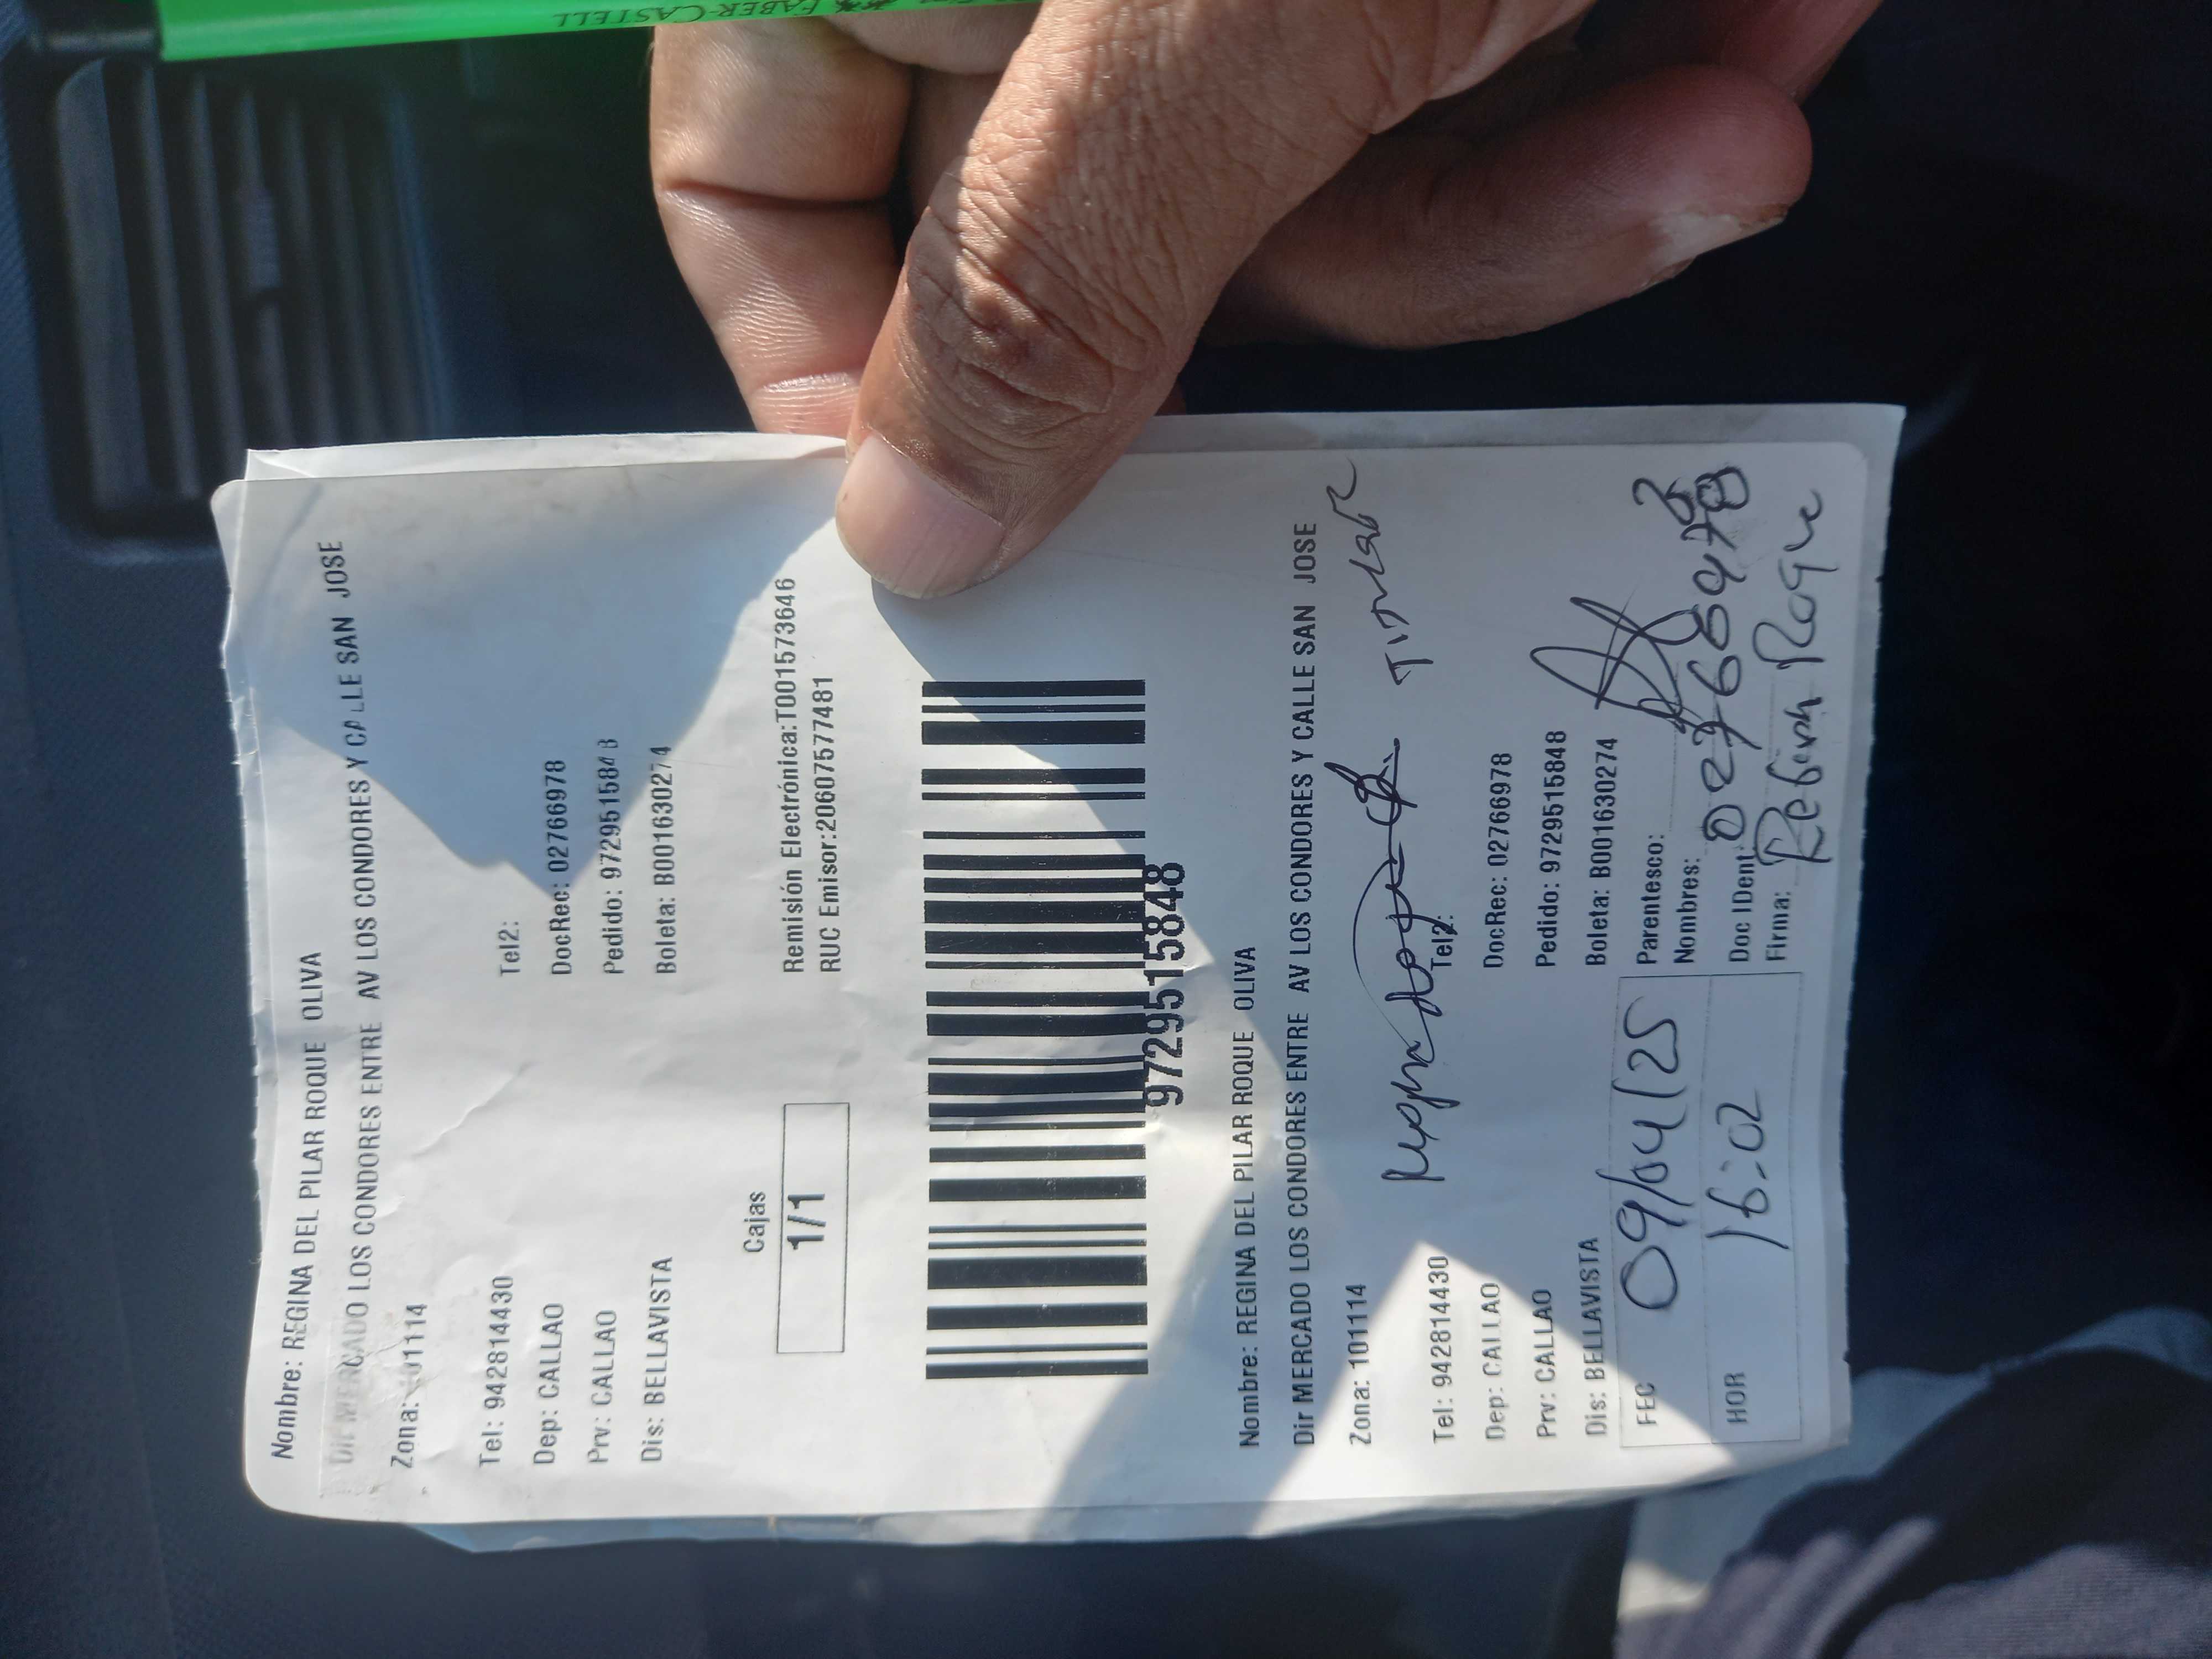 FABER-CASTELL
Nombre: REGINA DEL PILAR ROQUE OLIVA
Dir MERCADO LOS CONDORES ENTRE AV LOS CONDORES Y CALLE SAN JOSE
Zona: 101114
Tel: 942814430 Tel2:
Dep: CALLAO DocRec: 02766978
Prv: CALLAO Pedido: 9729515848
Dis: BELLAVISTA Boleta: B001630274
Cajas
1/1
Remisión Electrónica:T001573646
RUC Emisor:20607577481
9729515848
Nombre: REGINA DEL PILAR ROQUE OLIVA
Dir MERCADO LOS CONDORES ENTRE AV LOS CONDORES Y CALLE SAN JOSE
Zona: 101114
Titular
Tel: 942814430 Tel2:
Dep: CALLAO DocRec: 02766978
Prv: CALLAO Pedido: 9729515848
Dis: BELLAVISTA Boleta: B001630274
FEC 09/04/25
Parentesco:
Nombres:
HOR 16:02
Doc IDent:
Firma: Regina Roque